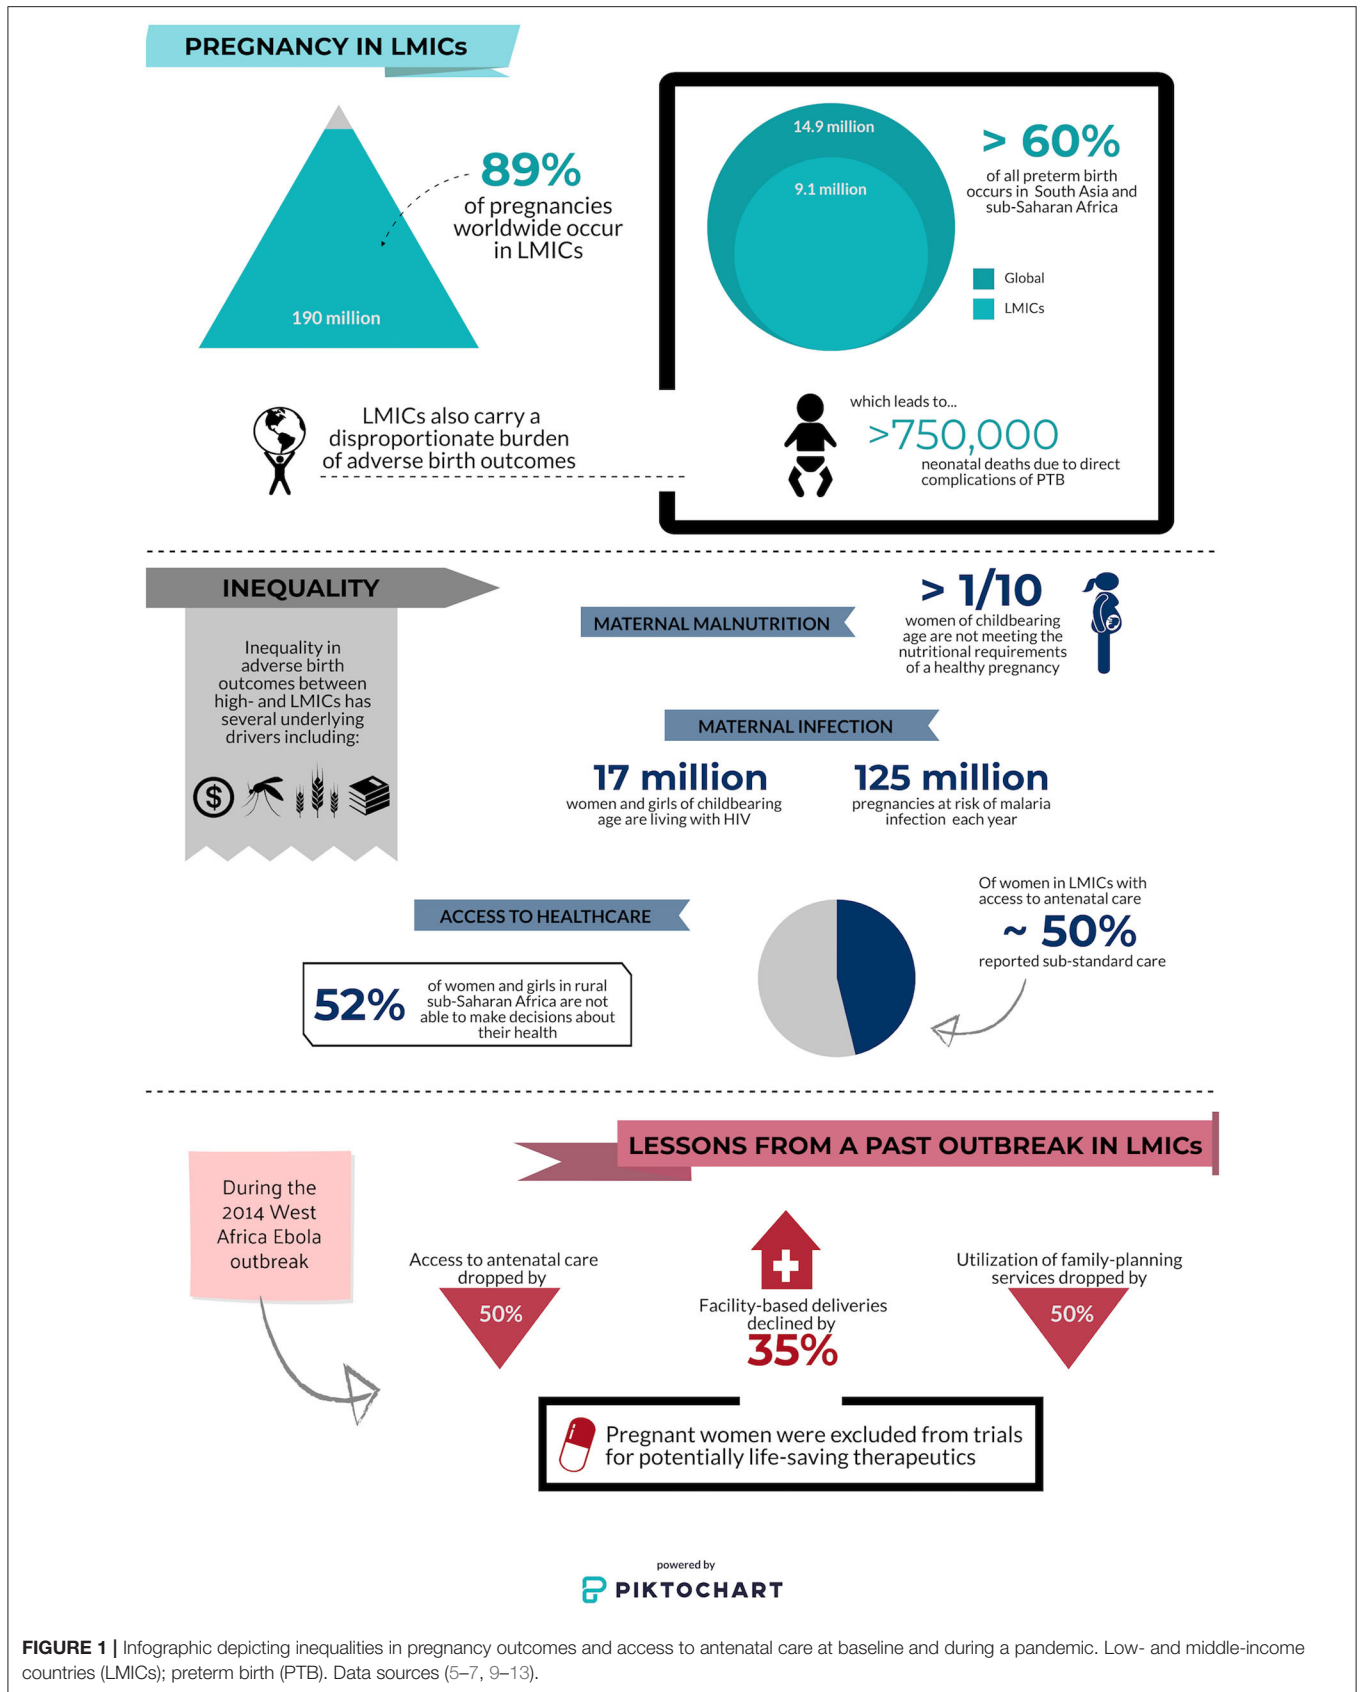 PREGNANCY IN LMICs
89%
of pregnancies
worldwide occur
in LMICs
190 million
14.9 million
9.1 million
> 60%
of all preterm birth
occurs in South Asia and
sub-Saharan Africa
Global
LMICs
LMICs also carry a
disproportionate burden
of adverse birth outcomes
which leads to...
>750,000
neonatal deaths due to direct
complications of PTB
INEQUALITY
Inequality in
adverse birth
outcomes between
high- and LMICs has
several underlying
drivers including:
$
MATERNAL MALNUTRITION
> 1/10
women of childbearing
age are not meeting the
nutritional requirements
of a healthy pregnancy
MATERNAL INFECTION
17 million
women and girls of childbearing
age are living with HIV
125 million
pregnancies at risk of malaria
infection each year
ACCESS TO HEALTHCARE
52%
of women and girls in rural
sub-Saharan Africa are not
able to make decisions about
their health
Of women in LMICs with
access to antenatal care
~ 50%
reported sub-standard care
LESSONS FROM A PAST OUTBREAK IN LMICs
During the
2014 West
Africa Ebola
outbreak
Access to antenatal care
dropped by
50%
Facility-based deliveries
declined by
35%
Utilization of family-planning
services dropped by
50%
Pregnant women were excluded from trials
for potentially life-saving therapeutics
powered by
PIKTOCHART
FIGURE 1 | Infographic depicting inequalities in pregnancy outcomes and access to antenatal care at baseline and during a pandemic. Low- and middle-income
countries (LMICs); preterm birth (PTB). Data sources (5–7, 9–13).